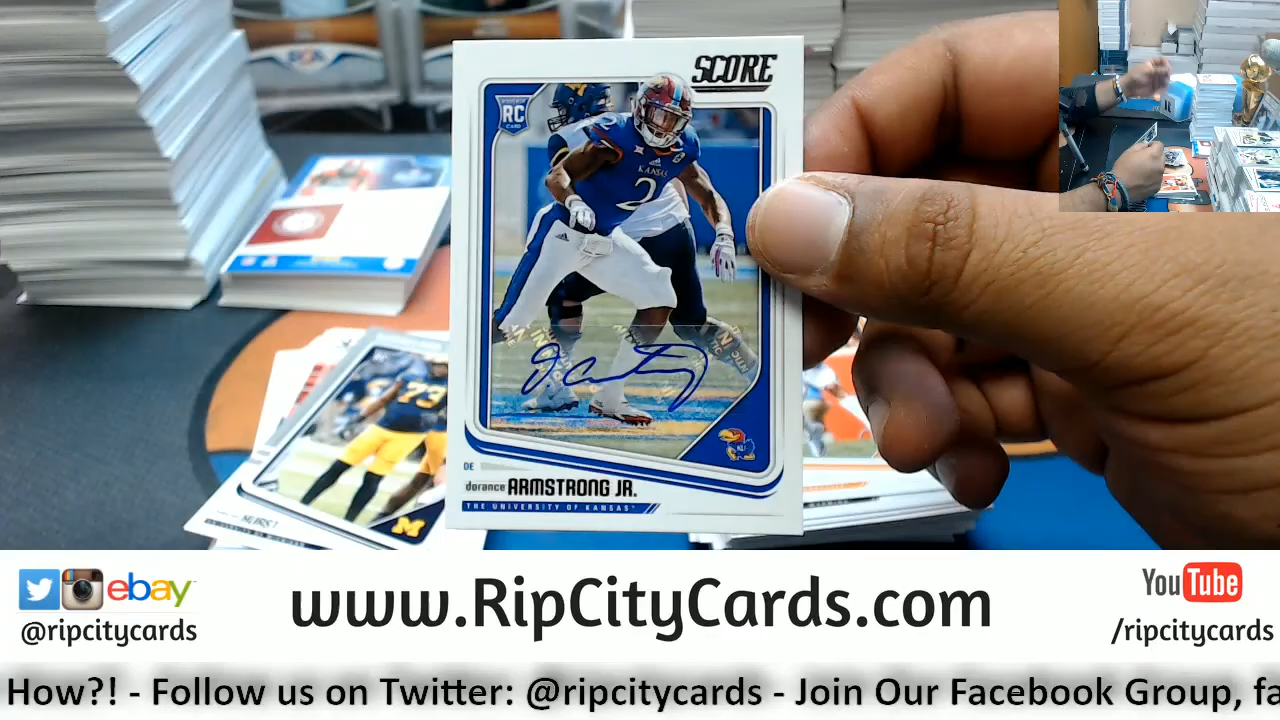 SCORE
RC
KANSAS
2
73
M
DE
dorance ARMSTRONG JR.
THE UNIVERSITY OF KANSAS
ebay
@ripcitycards
www.RipCityCards.com
YouTube
/ripcitycards
How?! - Follow us on Twitter: @ripcitycards - Join Our Facebook Group, fa